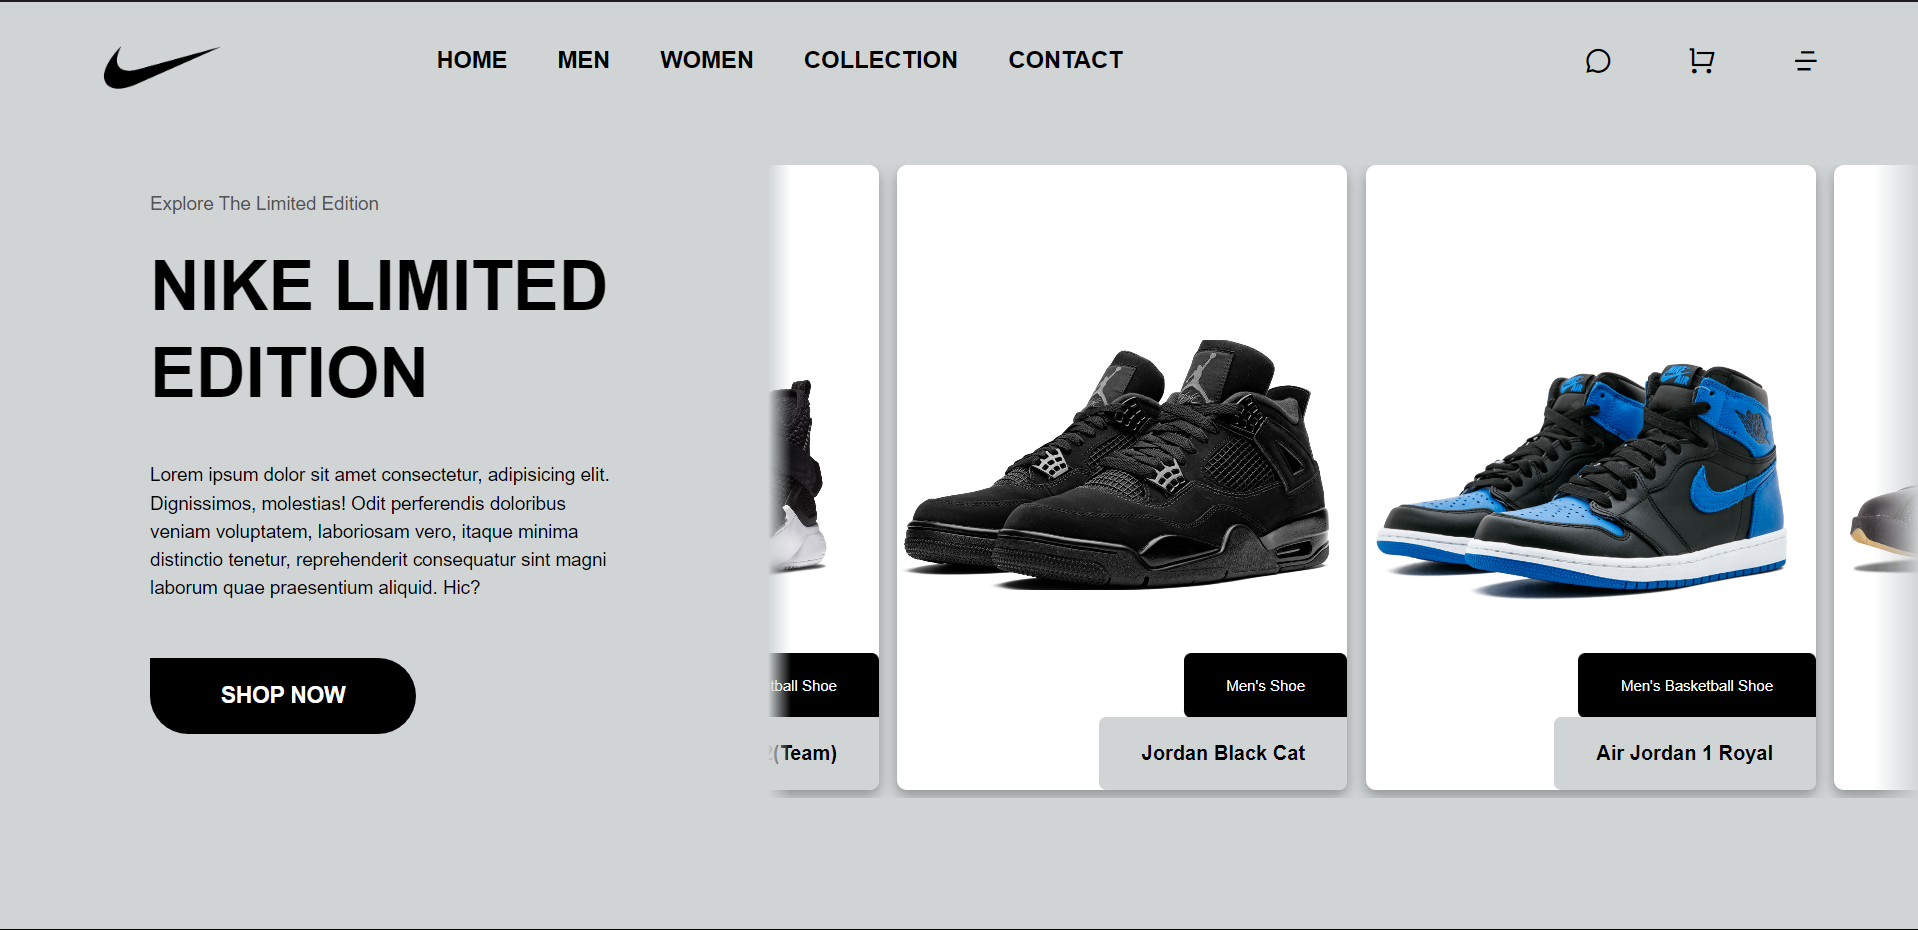 HOME MEN WOMEN COLLECTION CONTACT
Explore The Limited Edition
NIKE LIMITED
EDITION
Lorem ipsum dolor sit amet consectetur, adipisicing elit.
Dignissimos, molestias! Odit perferendis doloribus
veniam voluptatem, laboriosam vero, itaque minima
distinctio tenetur, reprehenderit consequatur sint magni
laborum quae praesentium aliquid. Hic?
SHOP NOW
Shoe
(Team)
Men's Shoe
Jordan Black Cat
Men's Basketball Shoe
Air Jordan 1 Royal